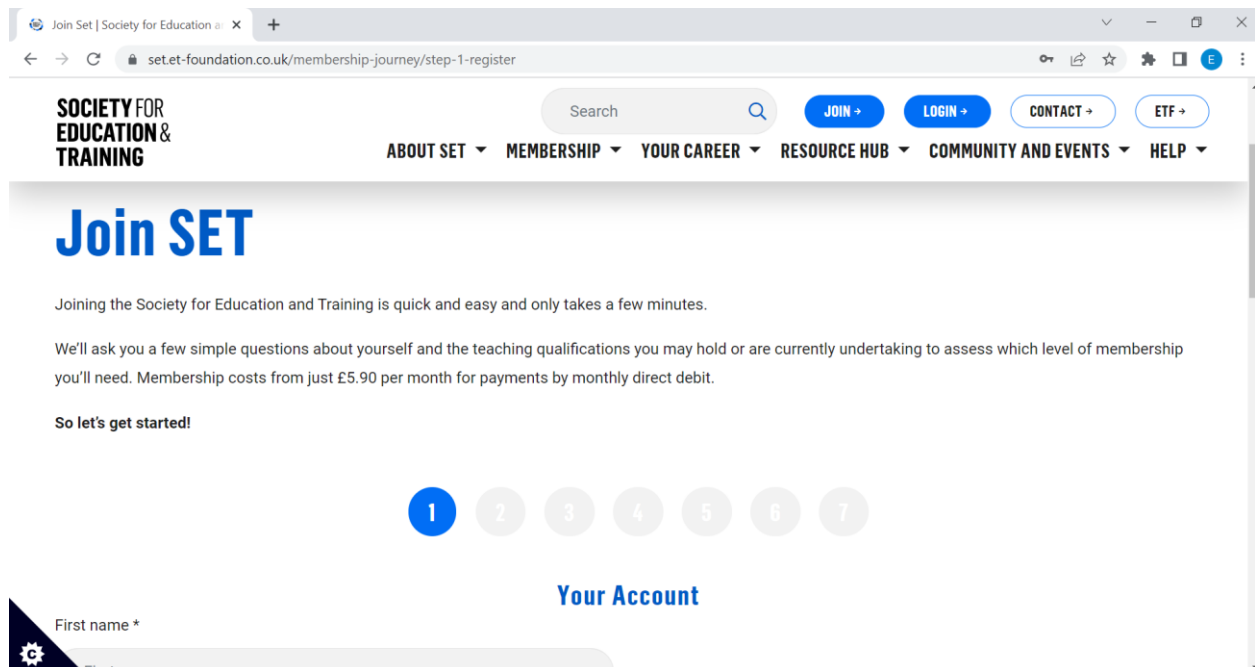 Join Set | Society for Education a
set.et-foundation.co.uk/membership-journey/step-1-register
E
SOCIETY FOR
EDUCATION &
TRAINING
Search
JOIN →
LOGIN →
CONTACT →
ETF →
ABOUT SET
MEMBERSHIP
YOUR CAREER
RESOURCE HUB
COMMUNITY AND EVENTS
HELP
Join SET
Joining the Society for Education and Training is quick and easy and only takes a few minutes.
We'll ask you a few simple questions about yourself and the teaching qualifications you may hold or are currently undertaking to assess which level of membership
you'll need. Membership costs from just £5.90 per month for payments by monthly direct debit.
So let's get started!
1 2 3 4 5 6 7
Your Account
First name *
C